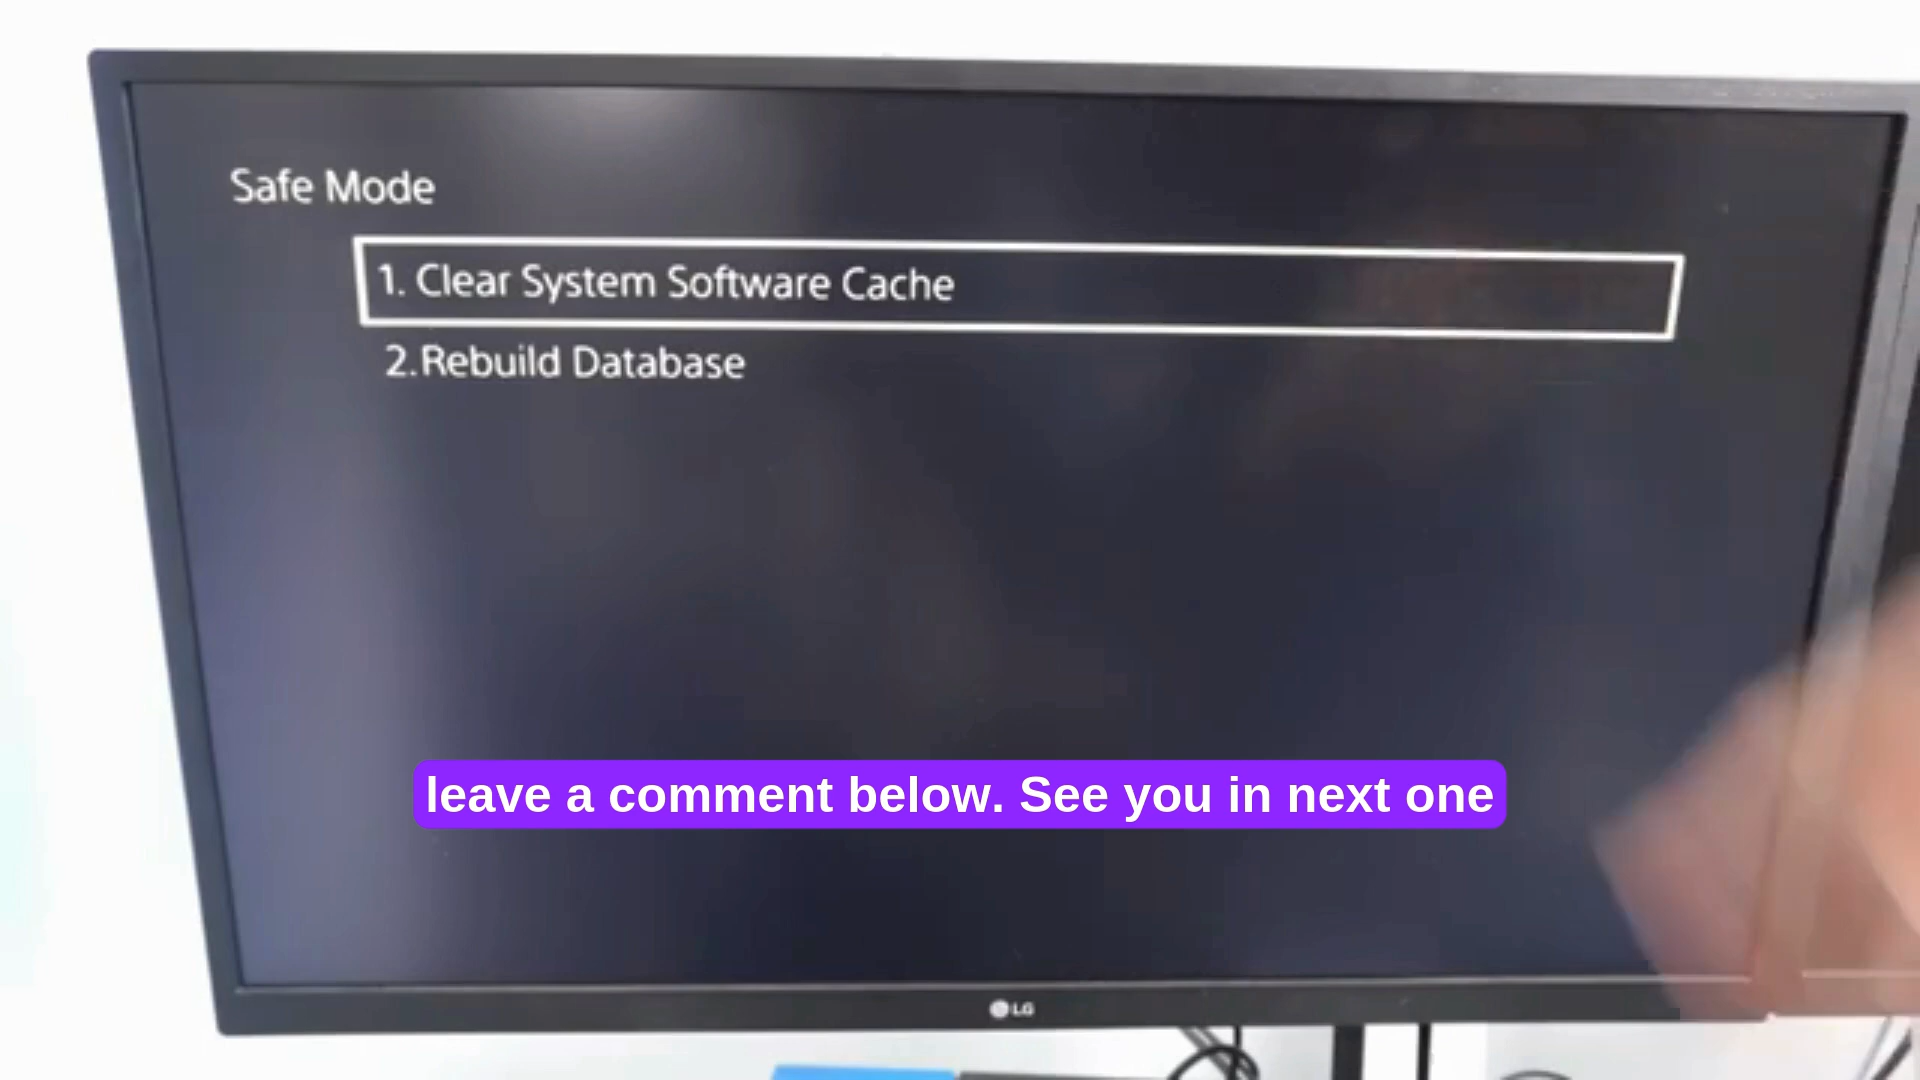 Safe Mode
1. Clear System Software Cache
2.Rebuild Database
leave a comment below. See you in next one
LG